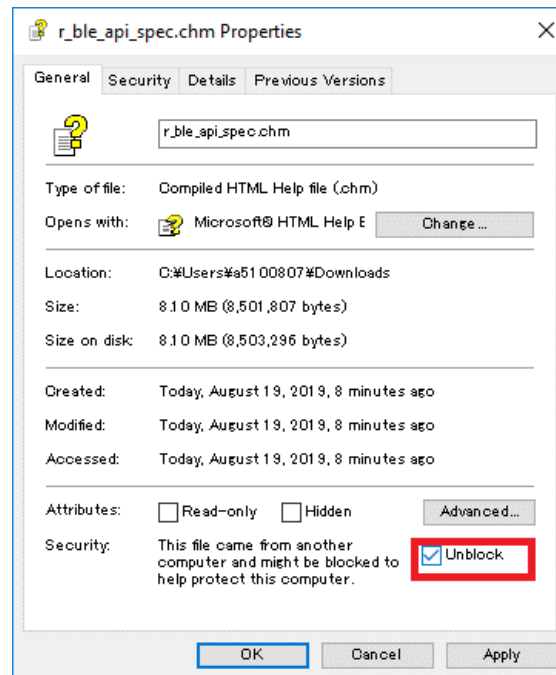 r_ble_api_spec.chm Properties
General Security Details Previous Versions
r_ble_api_spec.chm
Type of file: Compiled HTML Help file (.chm)
Opens with: Microsoft® HTML Help E Change...
Location: C:¥Users¥a5100807¥Downloads
Size: 8.10 MB (8,501,807 bytes)
Size on disk: 8.10 MB (8,503,296 bytes)
Created: Today, August 19, 2019, 8 minutes ago
Modified: Today, August 19, 2019, 8 minutes ago
Accessed: Today, August 19, 2019, 8 minutes ago
Attributes: Read-only Hidden Advanced...
Security: This file came from another
computer and might be blocked to
help protect this computer.
Unblock
OK Cancel Apply